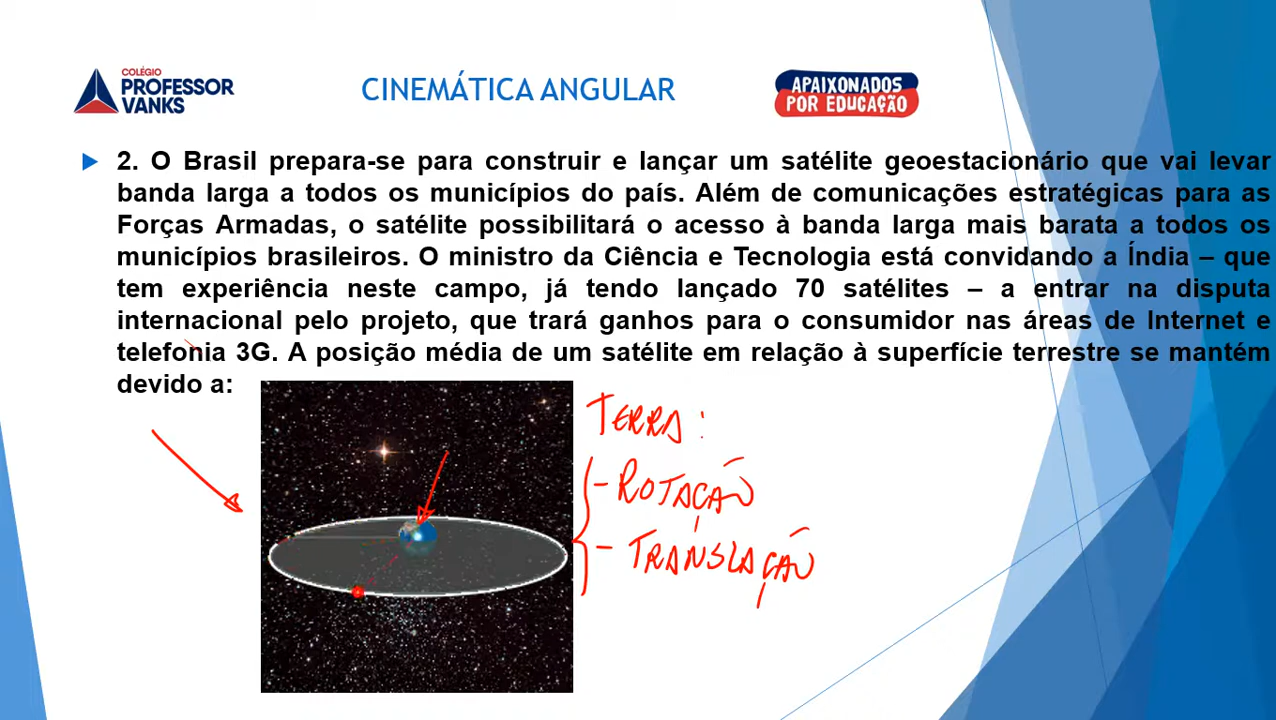 COLÉGIO
PROFESSOR
VANKS
CINEMÁTICA ANGULAR
APAIXONADOS
POR EDUCAÇÃO
2. O Brasil prepara-se para construir e lançar um satélite geoestacionário que vai levar
banda larga a todos os municípios do país. Além de comunicações estratégicas para as
Forças Armadas, o satélite possibilitará o acesso à banda larga mais barata a todos os
municípios brasileiros. O ministro da Ciência e Tecnologia está convidando a Índia – que
tem experiência neste campo, já tendo lançado 70 satélites – a entrar na disputa
internacional pelo projeto, que trará ganhos para o consumidor nas áreas de Internet e
telefonia 3G. A posição média de um satélite em relação à superfície terrestre se mantém
devido a:
TERRA:
- ROTAÇÃO
- TRANSLAÇÃO